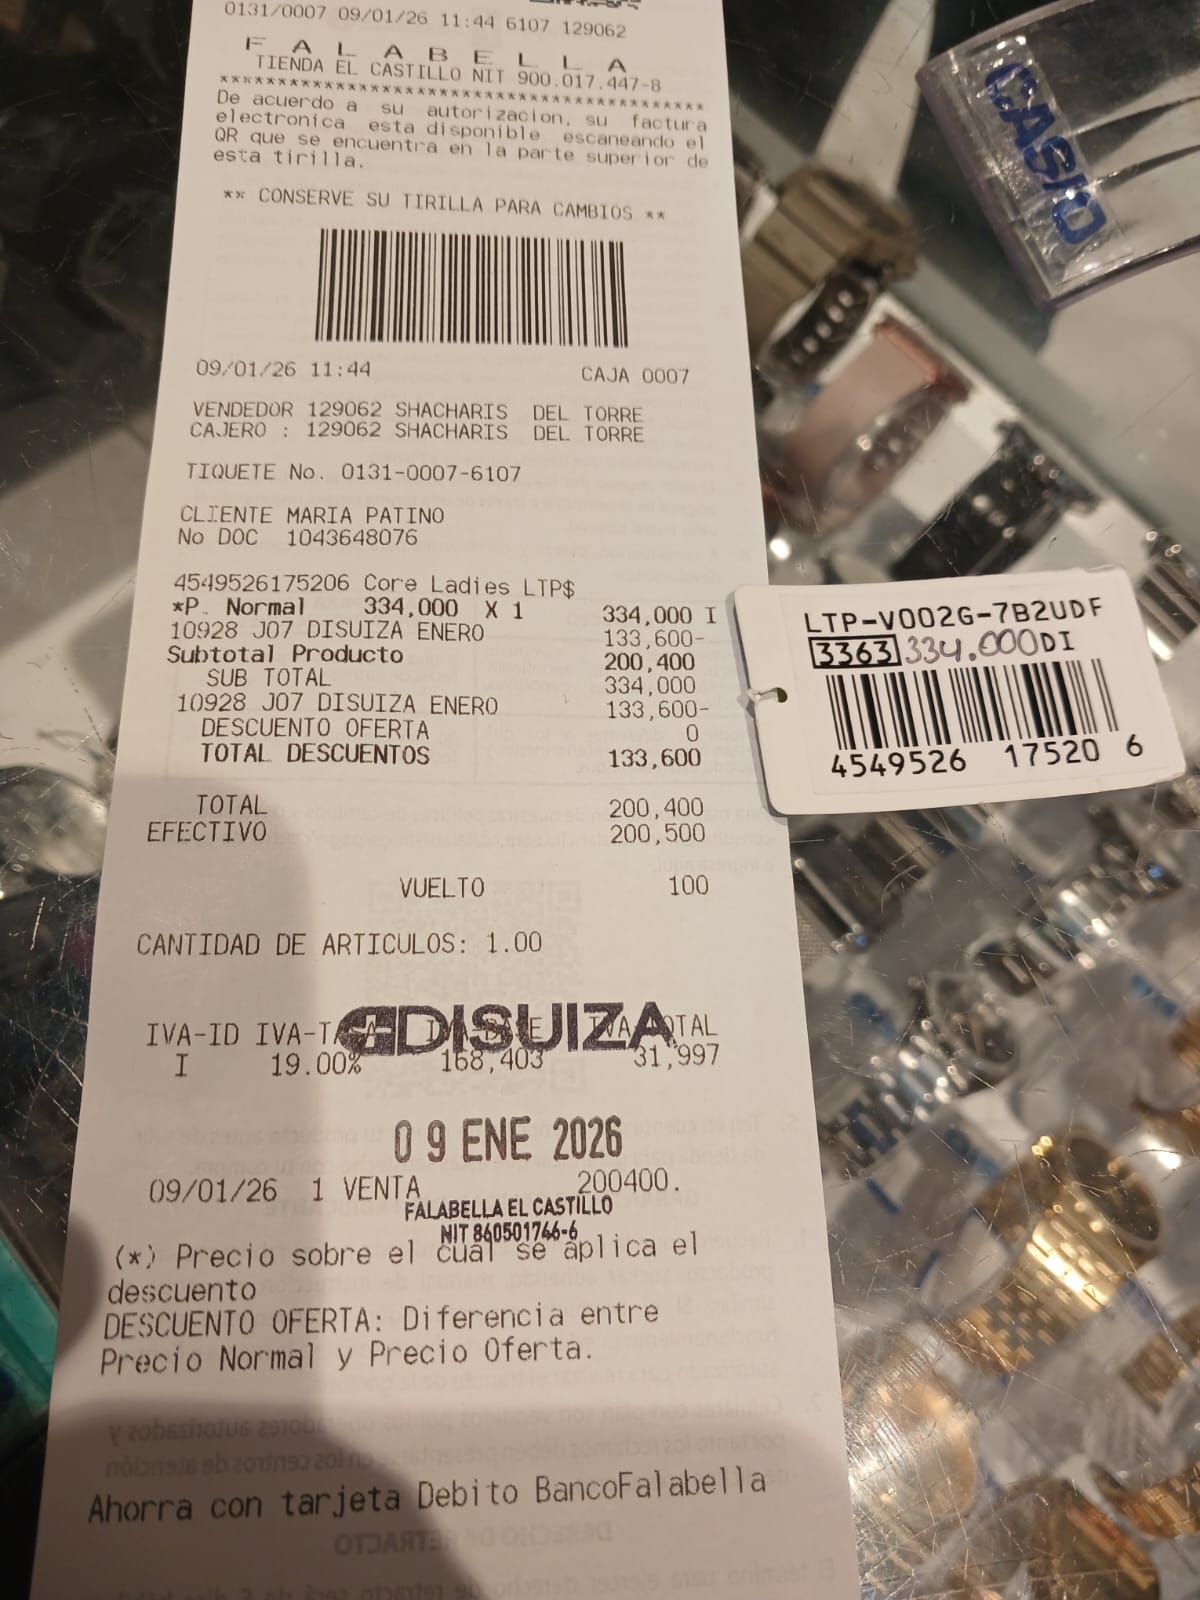 0131/0007 09/01/26 11:44 6107 129062
F A L A B E L L A
TIENDA EL CASTILLO NIT 900.017.447-8
****************************************************
De acuerdo a su autorizacion, su factura
electronica esta disponible escaneando el
QR que se encuentra en la parte superior de
esta tirilla.
** CONSERVE SU TIRILLA PARA CAMBIOS **
09/01/26 11:44 CAJA 0007
VENDEDOR 129062 SHACHARIS DEL TORRE
CAJERO : 129062 SHACHARIS DEL TORRE
TIQUETE No. 0131-0007-6107
CLIENTE MARIA PATINO
No DOC 1043648076
4549526175206 Core Ladies LTP$
*P. Normal 334,000 X 1 334,000 I
10928 J07 DISUIZA ENERO 133,600-
Subtotal Producto 200,400
SUB TOTAL 334,000
10928 J07 DISUIZA ENERO 133,600-
DESCUENTO OFERTA 0
TOTAL DESCUENTOS 133,600
TOTAL 200,400
EFECTIVO 200,500
VUELTO 100
CANTIDAD DE ARTICULOS: 1.00
DISUIZA
IVA-ID
I 19.00% 168,403 31,997
09 ENE 2026
09/01/26 1 VENTA 200400.
FALABELLA EL CASTILLO
NIT 860501766-6
(*) Precio sobre el cual se aplica el
descuento
DESCUENTO OFERTA: Diferencia entre
Precio Normal y Precio Oferta.
Ahorra con tarjeta Debito BancoFalabella
CASIO
LTP-V002G-7B2UDF
3363 334.000 DI
4549526 17520 6